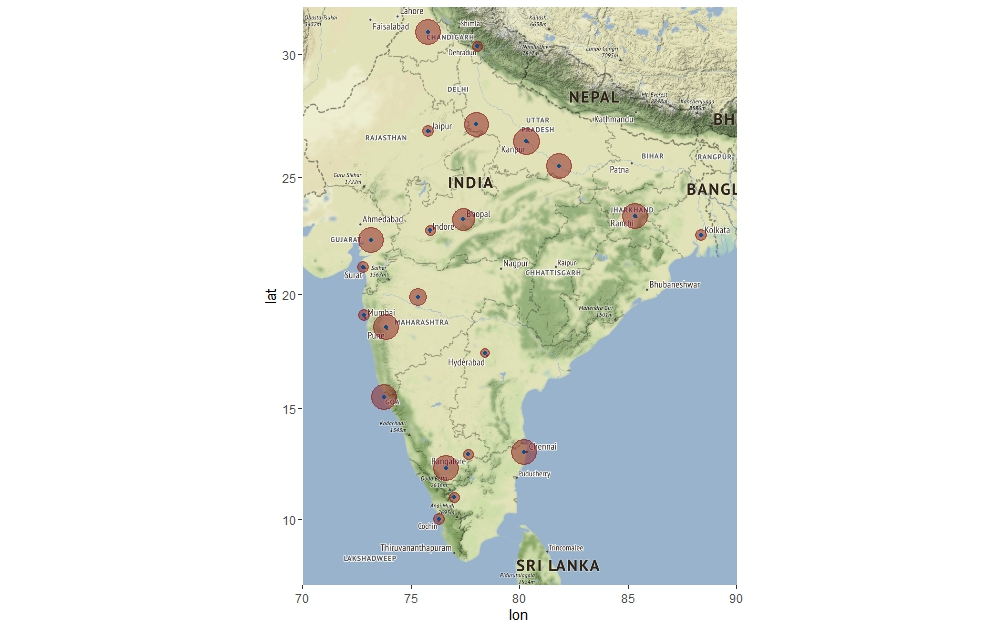 Lahore
Faisalabad
Shimla
CHANDIGARH
30
Dehradun
NEPAL
DELHI
UTTAR
PRADESH
Kathmandu
BH
Jaipur
RAJASTHAN
Kanpur
BIHAR
RANGPUR
Patna
25
INDIA
BANGL
Ahmedabad
Bhopal
JHARKHAND
Ranchi
Indore
Kolkata
GUJARAT
Surat
Nagpur
Raipur
CHHATTISGARH
Bhubaneshwar
lat
20
Mumbai
MAHARASHTRA
Pune
Hyderabad
15
GOA
Chennai
Bangalore
Puducherry
10
Cochin
Thiruvananthapuram
Trincomalee
LAKSHADWEEP
SRI LANKA
70
75
80
85
90
lon